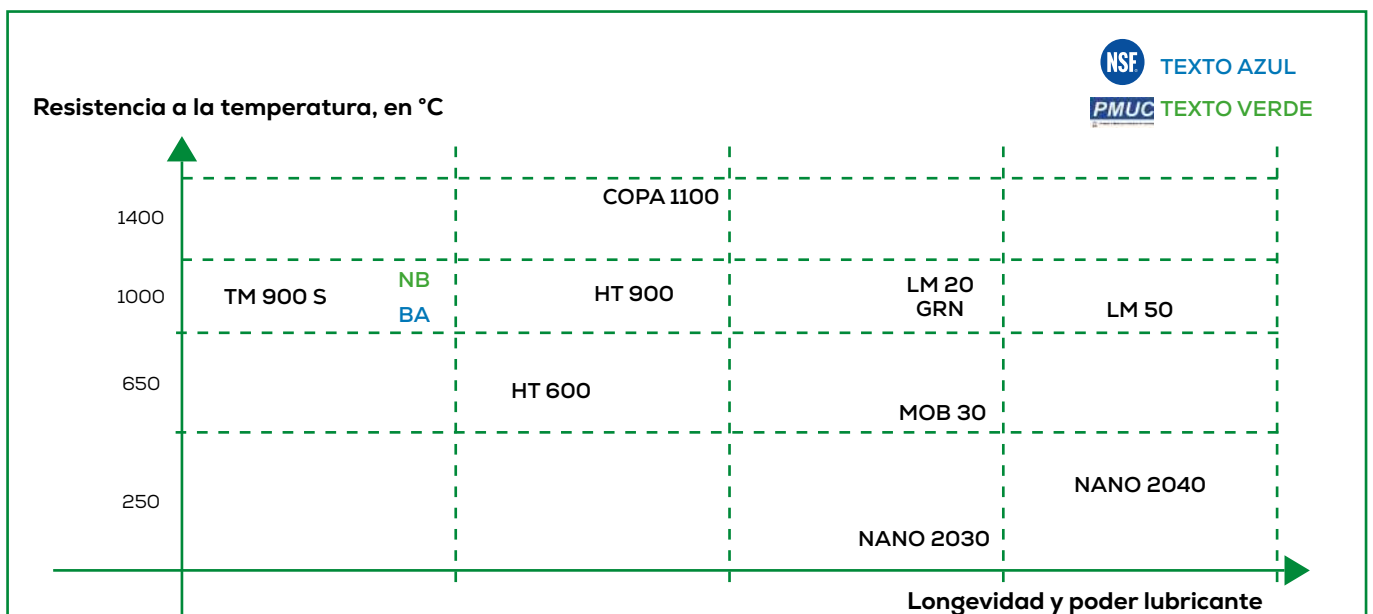 NSF
TEXTO AZUL
Resistencia a la temperatura, en °C
PMUC
TEXTO VERDE
COPA 1100
1400
NB
TM 900 S
BA
HT 900
LM 20
GRN
LM 50
1000
650
HT 600
MOB 30
NANO 2040
250
NANO 2030
Longevidad y poder lubricante